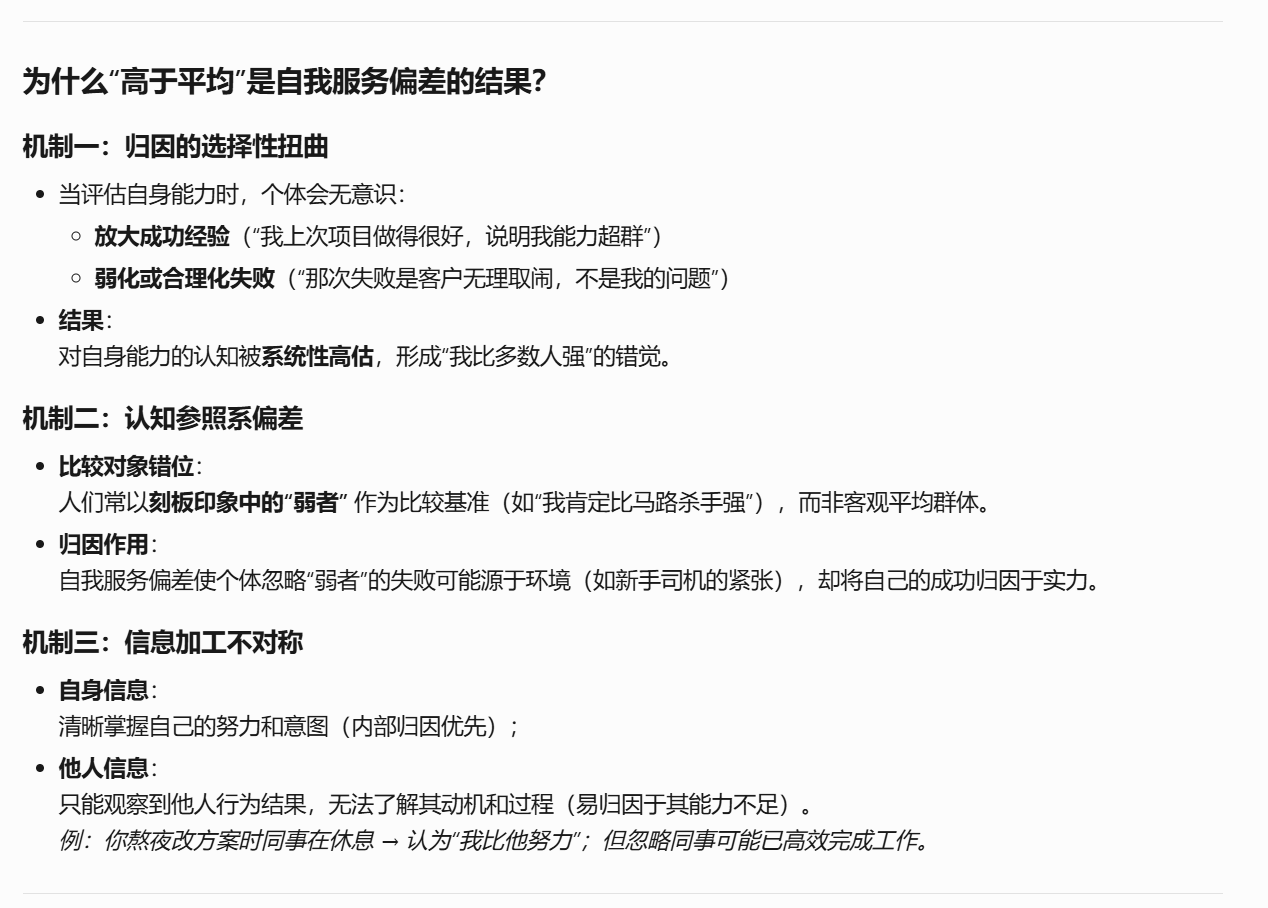 为什么“高于平均”是自我服务偏差的结果？
机制一：归因的选择性扭曲
• 当评估自身能力时，个体会无意识：
○ 放大成功经验（“我上次项目做得很好，说明我能力超群”）
○ 弱化或合理化失败（“那次失败是客户无理取闹，不是我的问题”）
• 结果：
对自身能力的认知被系统性高估，形成“我比多数人强”的错觉。
机制二：认知参照系偏差
• 比较对象错位：
人们常以刻板印象中的“弱者” 作为比较基准（如“我肯定比马路杀手强”），而非客观平均群体。
• 归因作用：
自我服务偏差使个体忽略“弱者”的失败可能源于环境（如新手司机的紧张），却将自己的成功归因于实力。
机制三：信息加工不对称
• 自身信息：
清晰掌握自己的努力和意图（内部归因优先）；
• 他人信息：
只能观察到他人行为结果，无法了解其动机和过程（易归因于其能力不足）。
例：你熬夜改方案时同事在休息 → 认为“我比他努力”；但忽略同事可能已高效完成工作。